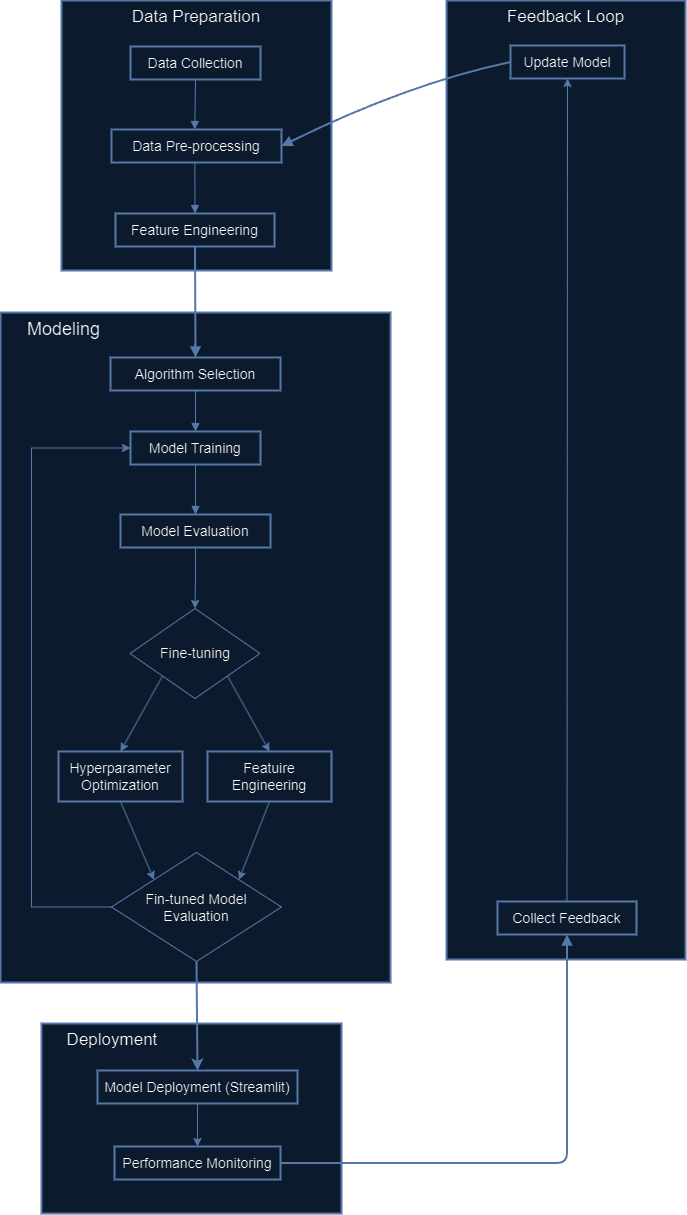 Data Preparation
Data Collection
Data Pre-processing
Feature Engineering
Modeling
Algorithm Selection
Model Training
Model Evaluation
Fine-tuning
Hyperparameter
Optimization
Featuire
Engineering
Fin-tuned Model
Evaluation
Deployment
Model Deployment (Streamlit)
Performance Monitoring
Feedback Loop
Update Model
Collect Feedback